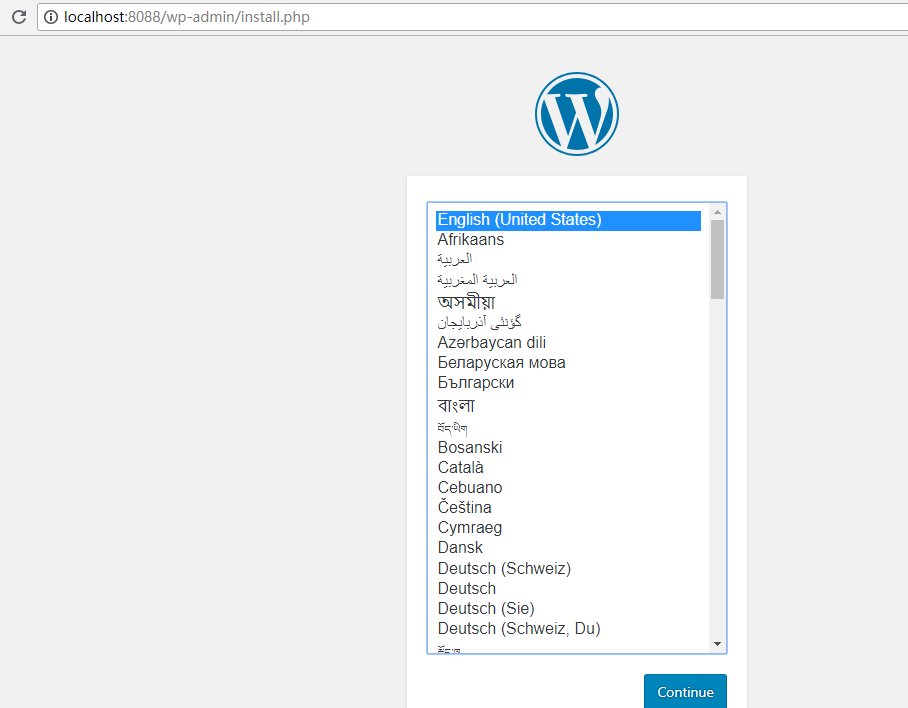 localhost:8088/wp-admin/install.php
English (United States)
Afrikaans
العربية
العربية المغربية
অসমীয়া
گؤنئی آذربایجان
Azərbaycan dili
Беларуская мова
Български
বাংলা
བོད་ཡིག
Bosanski
Català
Cebuano
Čeština
Cymraeg
Dansk
Deutsch (Schweiz)
Deutsch
Deutsch (Sie)
Deutsch (Schweiz, Du)
Continue